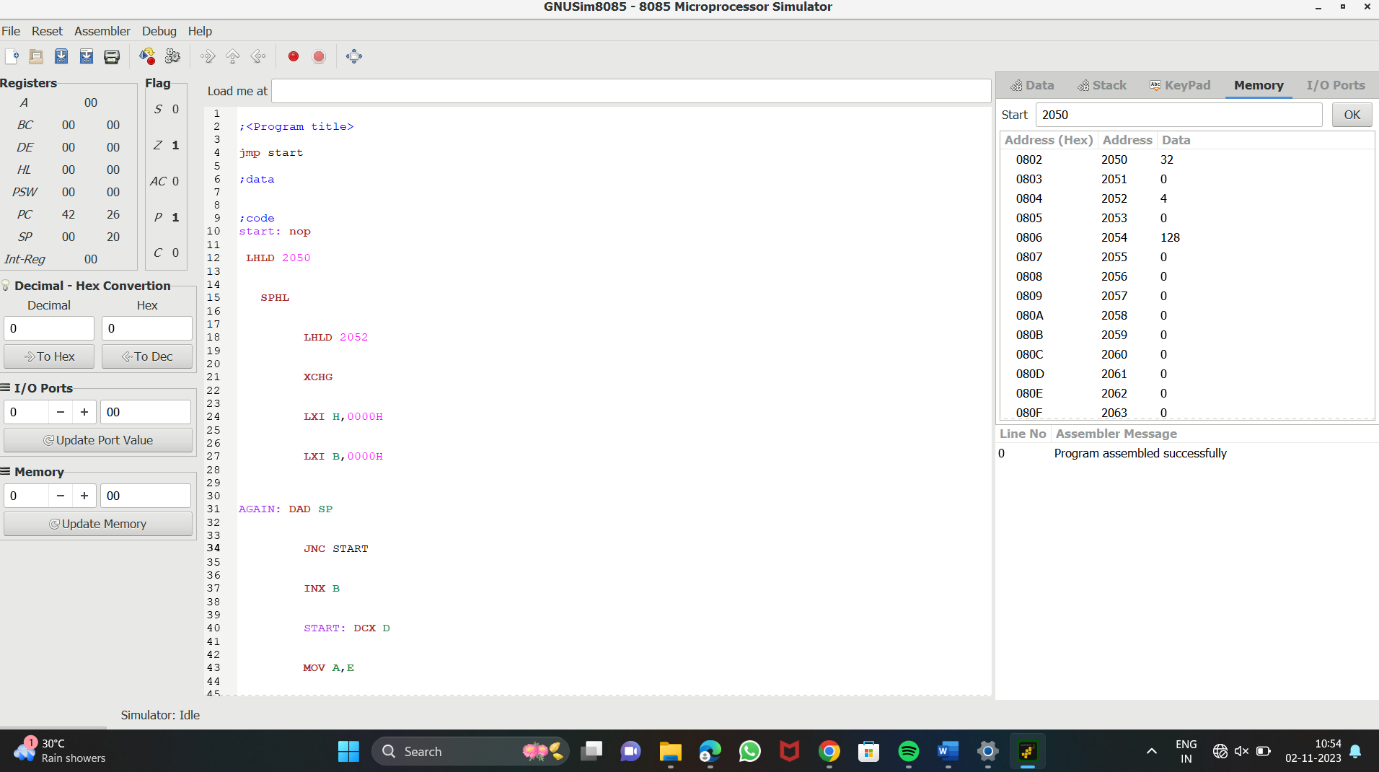 GNUSim8085 - 8085 Microprocessor Simulator
File Reset Assembler Debug Help
Registers
A 00
BC 00 00
DE 00 00
HL 00 00
PSW 00 00
PC 42 26
SP 00 20
Int-Reg 00
Flag
S 0
Z 1
AC 0
P 1
C 0
Decimal - Hex Convertion
Decimal Hex
0 0
To Hex To Dec
I/O Ports
0 − + 00
Update Port Value
Memory
0 − + 00
Update Memory
Load me at
1
2 ;<Program title>
3
4 jmp start
5
6 ;data
7
8
9 ;code
10 start: nop
11
12 LHLD 2050
13
14
15 SPHL
16
17
18 LHLD 2052
19
20
21 XCHG
22
23
24 LXI H,0000H
25
26
27 LXI B,0000H
28
29
30
31 AGAIN: DAD SP
32
33
34 JNC START
35
36
37 INX B
38
39
40 START: DCX D
41
42
43 MOV A,E
44
45
Data Stack KeyPad Memory I/O Ports
Start 2050 OK
Address (Hex) Address Data
0802 2050 32
0803 2051 0
0804 2052 4
0805 2053 0
0806 2054 128
0807 2055 0
0808 2056 0
0809 2057 0
080A 2058 0
080B 2059 0
080C 2060 0
080D 2061 0
080E 2062 0
080F 2063 0
Line No Assembler Message
0 Program assembled successfully
Simulator: Idle
1
30°C
Rain showers
Search
ENG
IN
10:54
02-11-2023